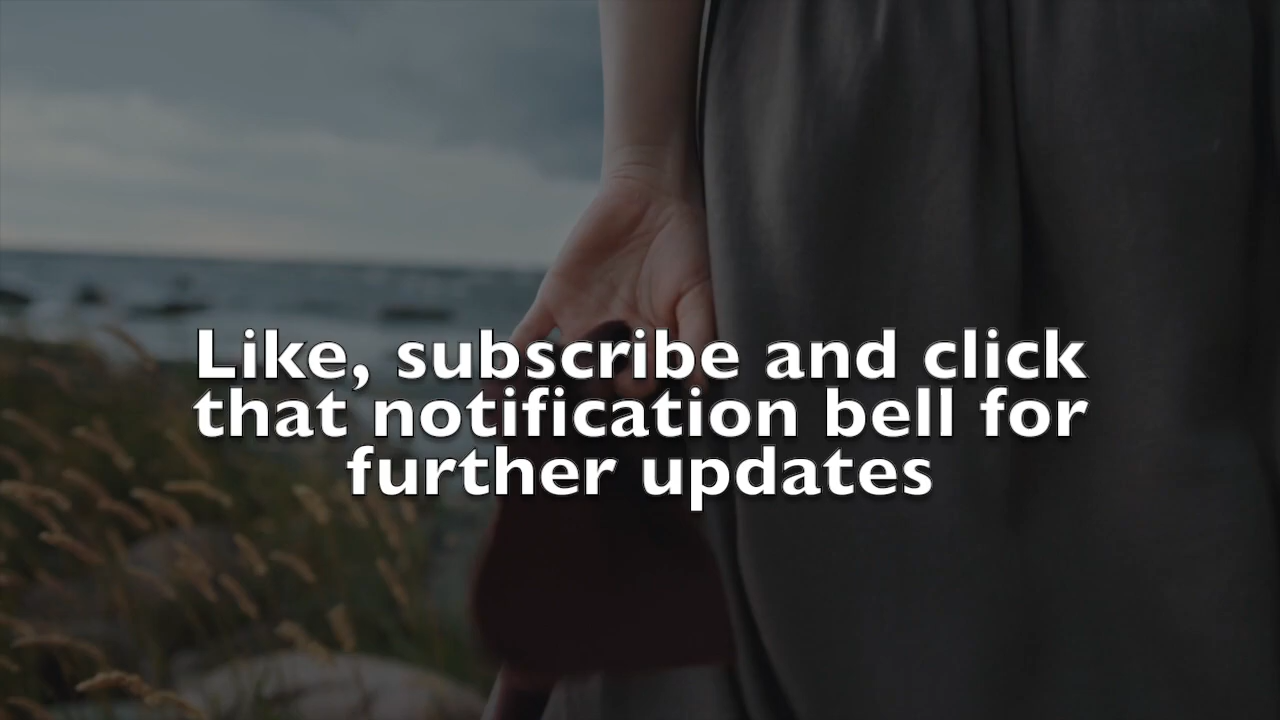 Like, subscribe and click
that notification bell for
further updates